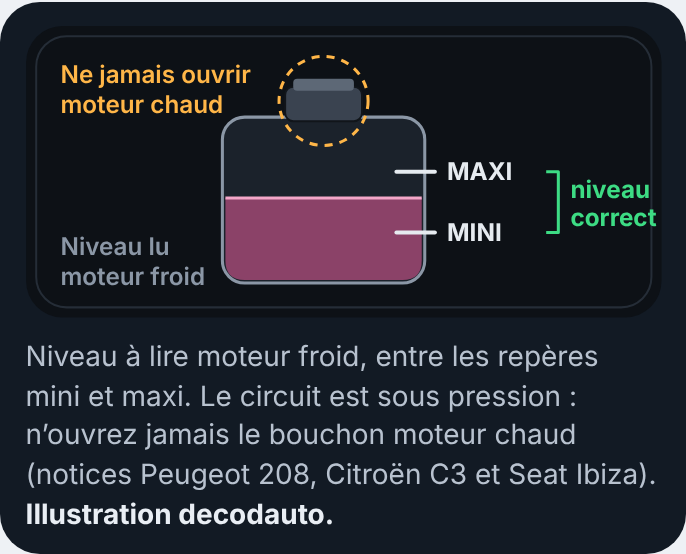 Ne jamais ouvrir
moteur chaud
MAXI
niveau
correct
MINI
Niveau lu
moteur froid
Niveau à lire moteur froid, entre les repères
mini et maxi. Le circuit est sous pression :
n’ouvrez jamais le bouchon moteur chaud
(notices Peugeot 208, Citroën C3 et Seat Ibiza).
Illustration decodauto.